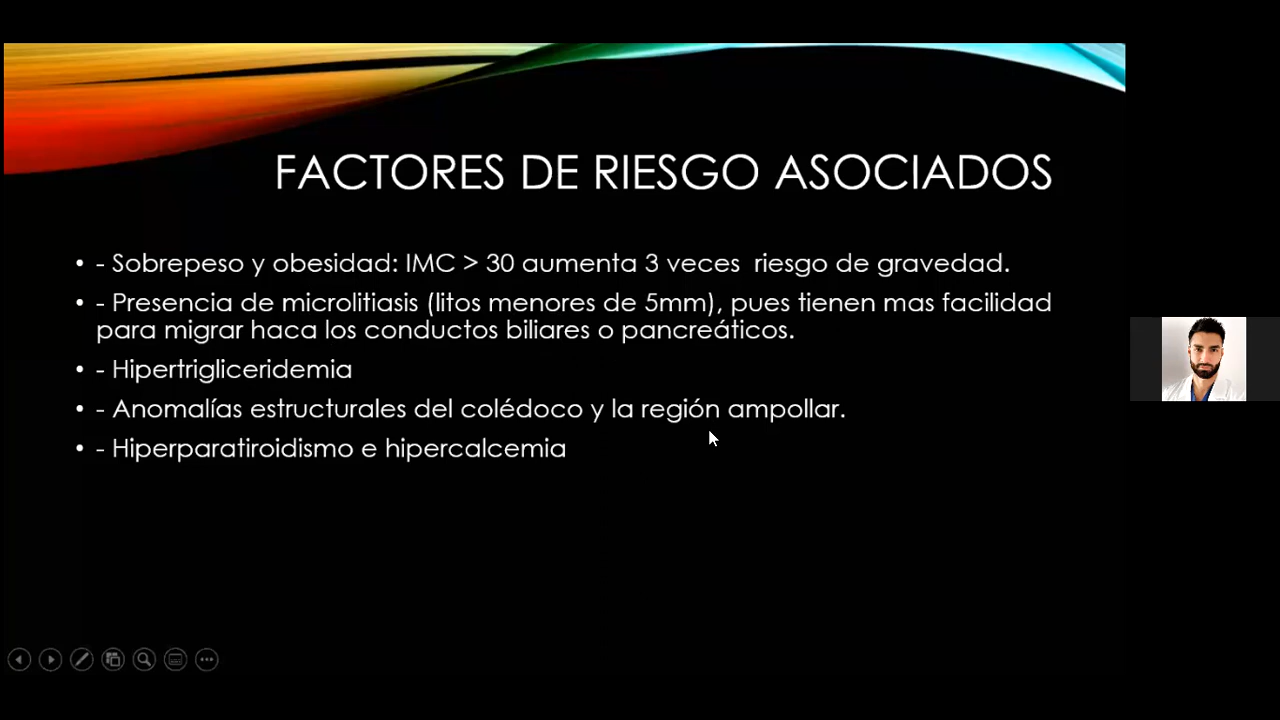 FACTORES DE RIESGO ASOCIADOS
• - Sobrepeso y obesidad: IMC > 30 aumenta 3 veces  riesgo de gravedad.
• - Presencia de microlitiasis (litos menores de 5mm), pues tienen mas facilidad
para migrar haca los conductos biliares o pancreáticos.
• - Hipertrigliceridemia
• - Anomalías estructurales del colédoco y la región ampollar.
• - Hiperparatiroidismo e hipercalcemia